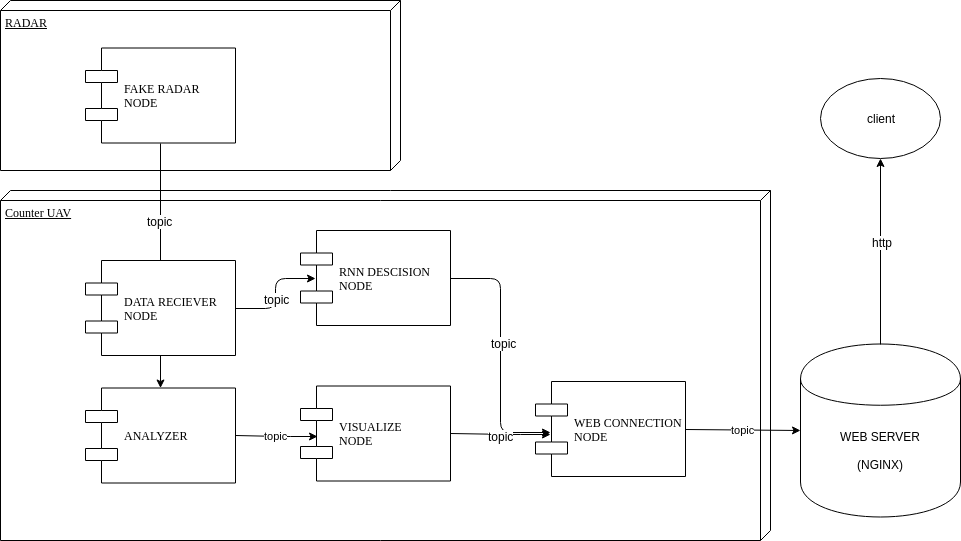 RADAR
FAKE RADAR
NODE
client
topic
Counter UAV
http
RNN DESCISION
NODE
topic
DATA RECIEVER
NODE
topic
ANALYZER
topic
VISUALIZE
NODE
topic
WEB CONNECTION
NODE
topic
WEB SERVER
(NGINX)